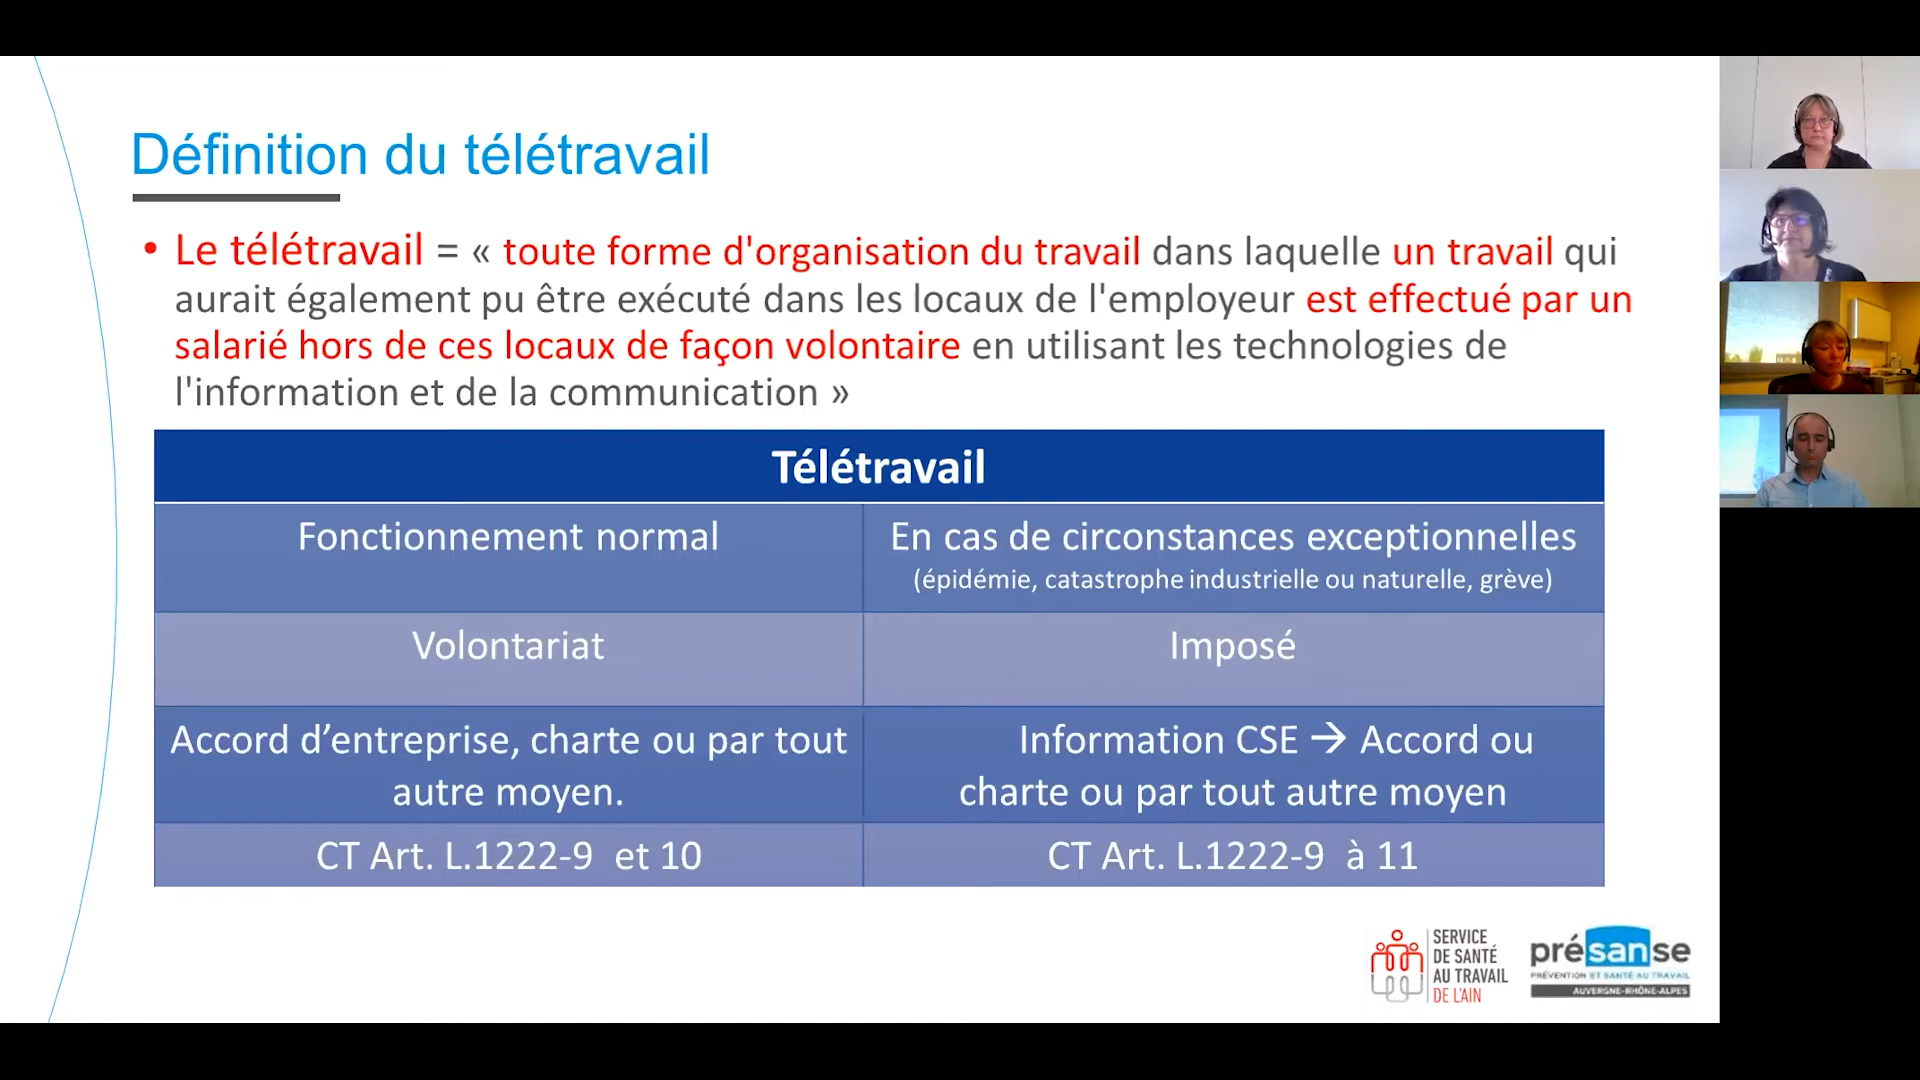 Définition du télétravail
• Le télétravail = « toute forme d'organisation du travail dans laquelle un travail qui
aurait également pu être exécuté dans les locaux de l'employeur est effectué par un
salarié hors de ces locaux de façon volontaire en utilisant les technologies de
l'information et de la communication »
Télétravail
Fonctionnement normal
En cas de circonstances exceptionnelles
(épidémie, catastrophe industrielle ou naturelle, grève)
Volontariat
Imposé
Accord d’entreprise, charte ou par tout
autre moyen.
Information CSE → Accord ou
charte ou par tout autre moyen
CT Art. L.1222-9 et 10
CT Art. L.1222-9 à 11
SERVICE
DE SANTÉ
AU TRAVAIL
DE L'AIN
présanse
PRÉVENTION ET SANTÉ AU TRAVAIL
AUVERGNE-RHÔNE-ALPES